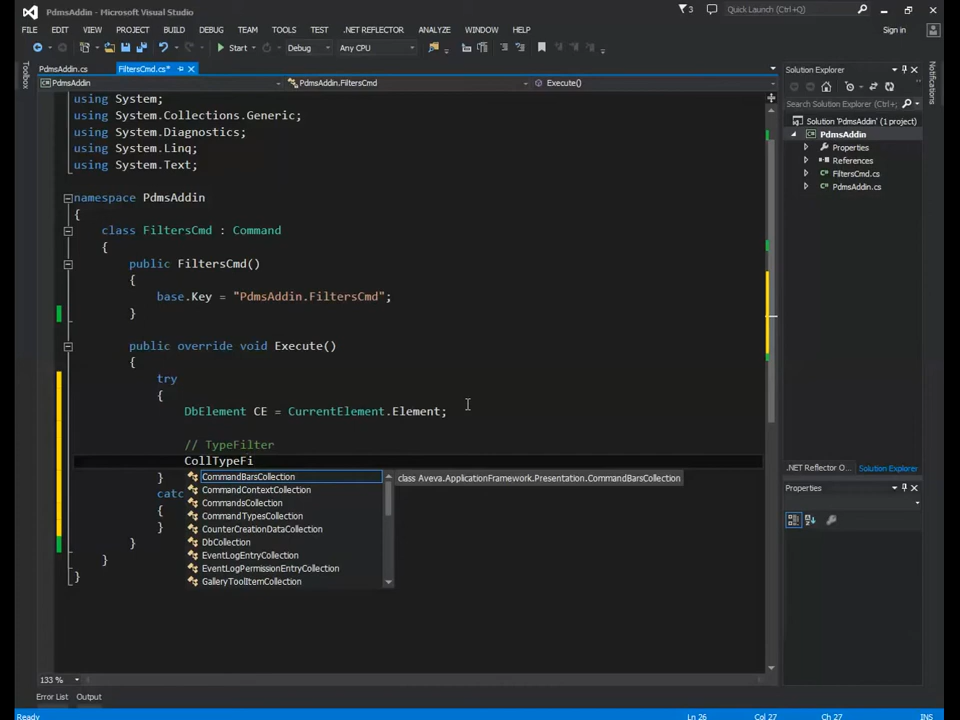 PdmsAddin - Microsoft Visual Studio
3
Quick Launch (Ctrl+Q)
FILE EDIT VIEW PROJECT BUILD DEBUG TEAM TOOLS TEST .NET REFLECTOR ANALYZE WINDOW HELP
Sign in
Start Debug Any CPU
Toolbox
PdmsAddin.cs FiltersCmd.cs*
PdmsAddin PdmsAddin.FiltersCmd Execute()
using System;
using System.Collections.Generic;
using System.Diagnostics;
using System.Linq;
using System.Text;
namespace PdmsAddin
{
class FiltersCmd : Command
{
public FiltersCmd()
{
base.Key = "PdmsAddin.FiltersCmd";
}
public override void Execute()
{
try
{
DbElement CE = CurrentElement.Element;
// TypeFilter
CollTypeFi
}
catc
{
}
}
}
}
CommandBarsCollection
CommandContextCollection
CommandsCollection
CommandTypesCollection
CounterCreationDataCollection
DbCollection
EventLogEntryCollection
EventLogPermissionEntryCollection
GalleryToolItemCollection
class Aveva.ApplicationFramework.Presentation.CommandBarsCollection
133 %
Solution Explorer
Search Solution Explorer (Ctrl+;)
Solution 'PdmsAddin' (1 project)
PdmsAddin
Properties
References
FiltersCmd.cs
PdmsAddin.cs
.NET Reflector O... Solution Explorer
Properties
Notifications
Error List Output
Ready Ln 26 Col 27 Ch 27 INS